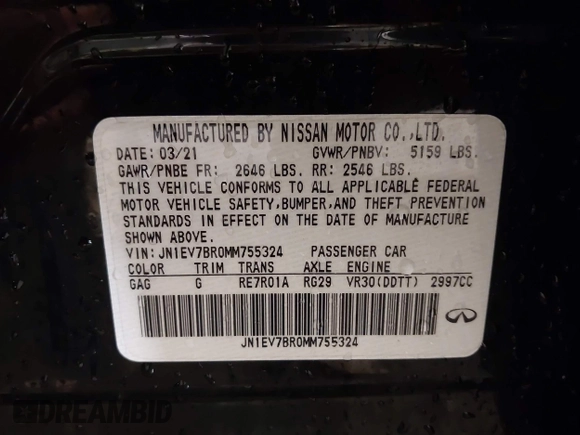 MANUFACTURED BY NISSAN MOTOR CO.,LTD.
DATE: 03/21 GVWR/PNBV: 5159 LBS.
GAWR/PNBE FR: 2646 LBS. RR: 2546 LBS.
THIS VEHICLE CONFORMS TO ALL APPLICABLE FEDERAL
MOTOR VEHICLE SAFETY, BUMPER, AND THEFT PREVENTION
STANDARDS IN EFFECT ON THE DATE OF MANUFACTURE
SHOWN ABOVE.
VIN: JN1EV7BR0MM755324 PASSENGER CAR
COLOR TRIM TRANS AXLE ENGINE
GAG G RE7R01A RG29 VR30(DDTT) 2997CC
JN1EV7BR0MM755324
DREAMBID